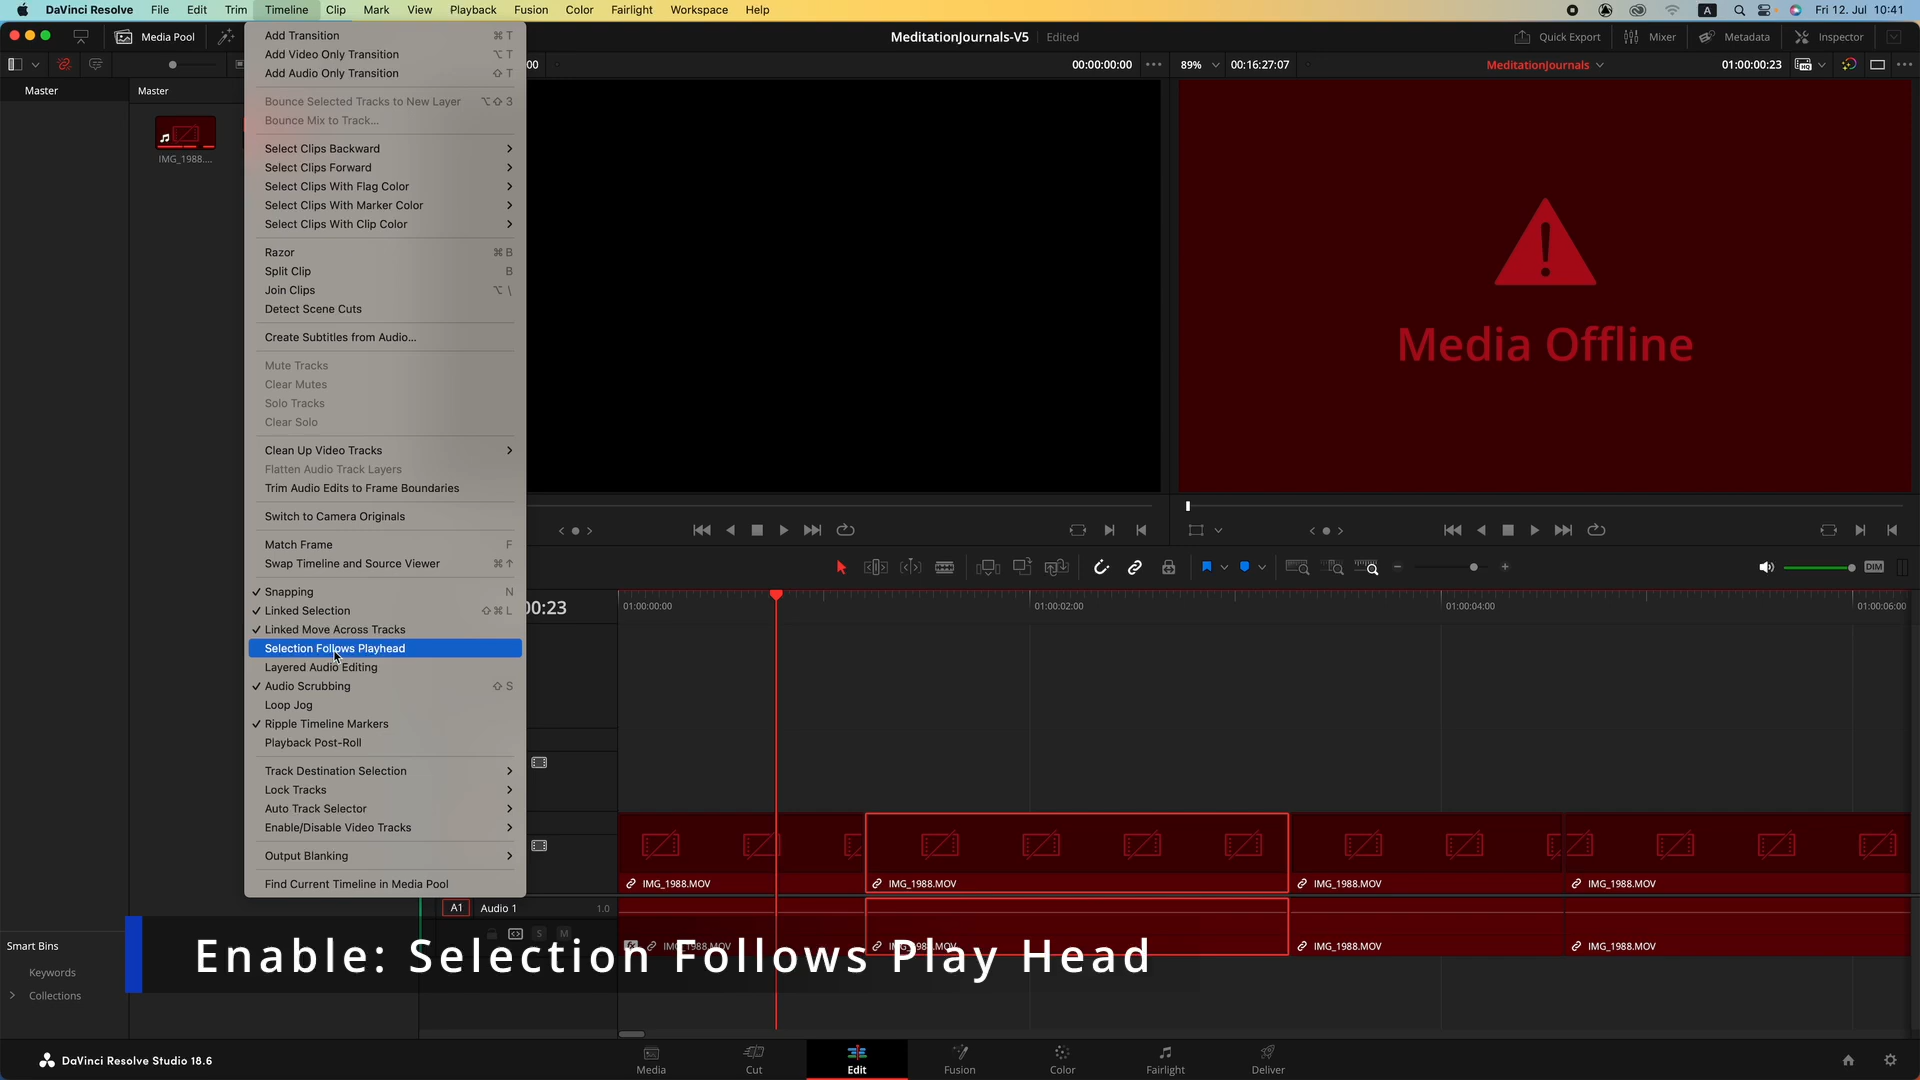 DaVinci Resolve File Edit Trim Timeline Clip Mark View Playback Fusion Color Fairlight Workspace Help A Fri 12. Jul 10:41
Media Pool MeditationJournals-V5 Edited Quick Export Mixer Metadata Inspector
00 00:00:00:00 89% 00:16:27:07 MeditationJournals 01:00:00:23
Master
Master
IMG_1988....
Add Transition ⌘ T
Add Video Only Transition ⌥ T
Add Audio Only Transition ⇧ T
Bounce Selected Tracks to New Layer ⌥ ⇧ 3
Bounce Mix to Track...
Select Clips Backward
Select Clips Forward
Select Clips With Flag Color
Select Clips With Marker Color
Select Clips With Clip Color
Razor ⌘ B
Split Clip B
Join Clips ⌥ \
Detect Scene Cuts
Create Subtitles from Audio...
Mute Tracks
Clear Mutes
Solo Tracks
Clear Solo
Clean Up Video Tracks
Flatten Audio Track Layers
Trim Audio Edits to Frame Boundaries
Switch to Camera Originals
Match Frame F
Swap Timeline and Source Viewer ⌘ ↑
✓ Snapping N
✓ Linked Selection ⇧ ⌘ L
✓ Linked Move Across Tracks
Selection Follows Playhead
Layered Audio Editing
✓ Audio Scrubbing ⇧ S
Loop Jog
✓ Ripple Timeline Markers
Playback Post-Roll
Track Destination Selection
Lock Tracks
Auto Track Selector
Enable/Disable Video Tracks
Output Blanking
Find Current Timeline in Media Pool
Media Offline
DIM
00:23 01:00:00:00 01:00:02:00 01:00:04:00 01:00:06:00
IMG_1988.MOV IMG_1988.MOV IMG_1988.MOV IMG_1988.MOV
A1 Audio 1 1.0
S M
IMG_1988.MOV IMG_1988.MOV IMG_1988.MOV IMG_1988.MOV
Enable: Selection Follows Play Head
Smart Bins
Keywords
Collections
DaVinci Resolve Studio 18.6
Media Cut Edit Fusion Color Fairlight Deliver